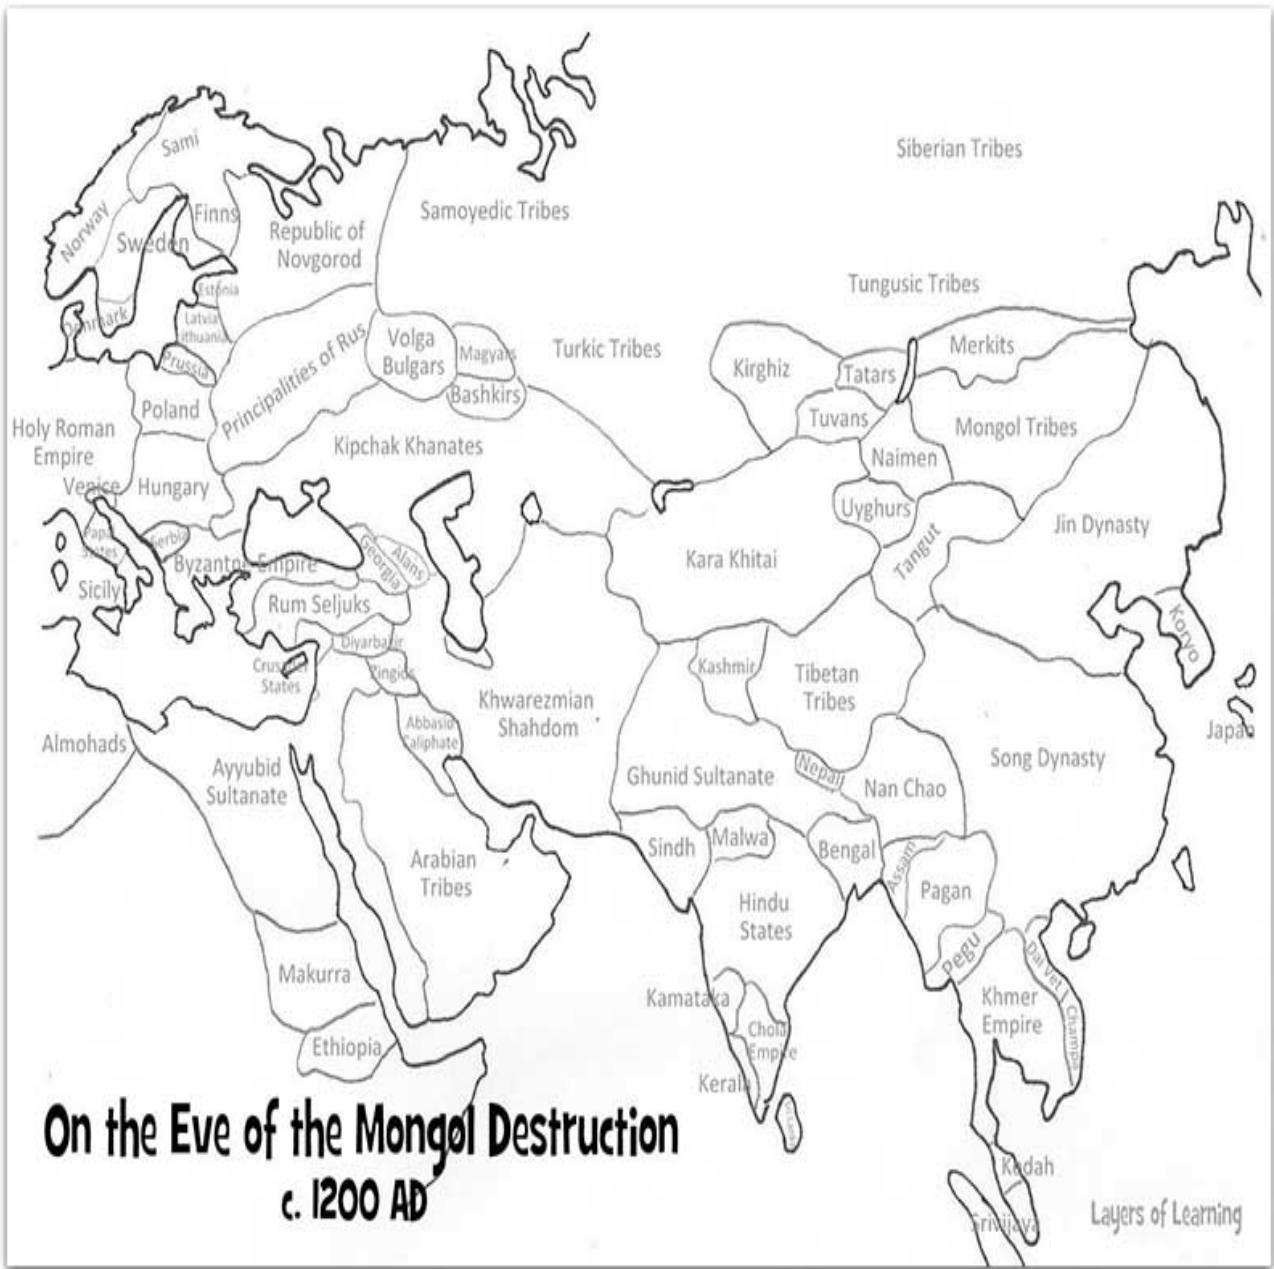 Sami
Siberian Tribes
Norway
Sweden
Finns
Republic of
Novgorod
Samoyedic Tribes
Tungusic Tribes
Estonia
Denmark
Latvia
Lithuania
Prussia
Principalities of Rus
Volga
Bulgars
Magyars
Bashkirs
Turkic Tribes
Kirghiz
Tatars
Merkits
Tuvans
Mongol Tribes
Naimen
Poland
Holy Roman
Empire
Kipchak Khanates
Venice
Hungary
Uyghurs
Tangut
Jin Dynasty
Papal
States
Serbia
Byzantne Empire
Georgia
Alans
Kara Khitai
Sicily
Rum Seljuks
Diyarbakir
Koryo
Crusader
States
Zingids
Kashmir
Tibetan
Tribes
Khwarezmian
Shahdom
Abbasid
Caliphate
Japan
Almohads
Ayyubid
Sultanate
Ghunid Sultanate
Nepal
Nan Chao
Song Dynasty
Sindh
Malwa
Bengal
Assam
Arabian
Tribes
Pagan
Hindu
States
Pegu
Dai Vet
Makurra
Kamataka
Khmer
Empire
Champa
Chola
Empire
Ethiopia
Kerala
On the Eve of the Mongol Destruction
c. 1200 AD
Kedah
Srivijaya
Layers of Learning